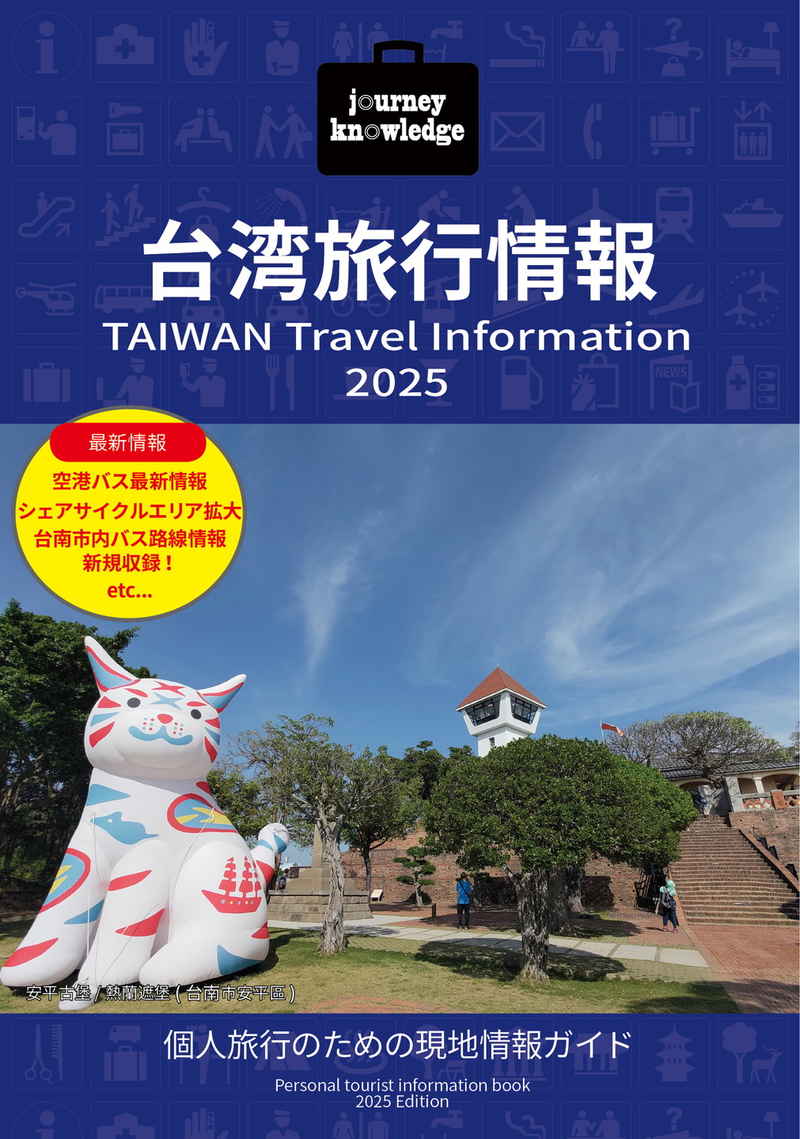 journey
knowledge
台湾旅行情報
TAIWAN Travel Information
2025
NEWS
最新情報
空港バス最新情報
シェアサイクルエリア拡大
台南市内バス路線情報
新規収録！
etc...
安平古堡 / 熱蘭遮堡 ( 台南市安平區 )
個人旅行のための現地情報ガイド
Personal tourist information book
2025 Edition